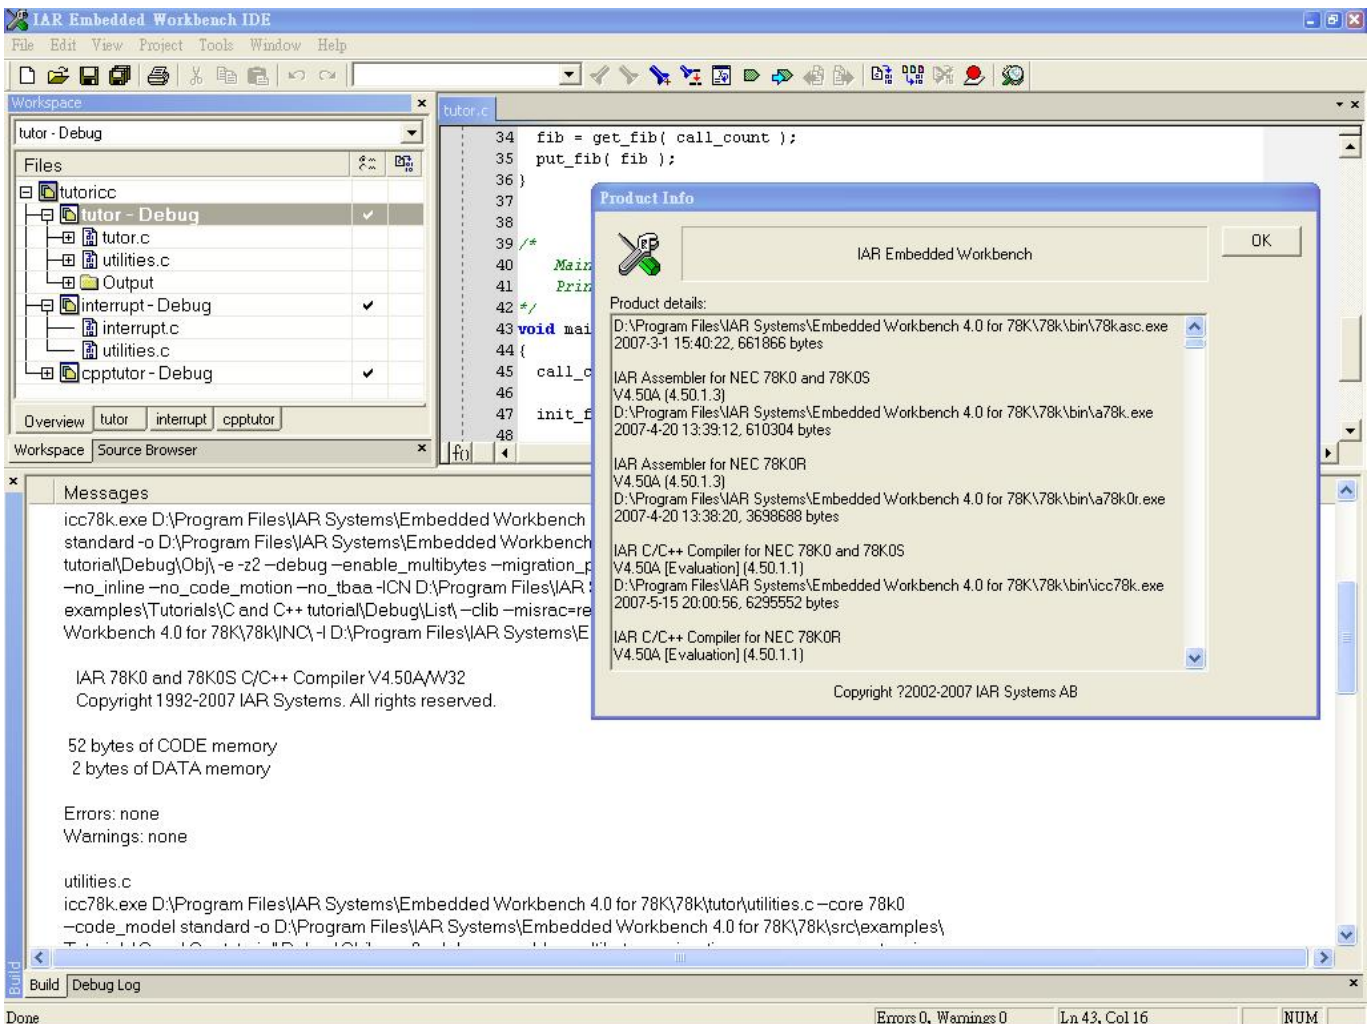 IAR Embedded Workbench IDE
File Edit View Project Tools Window Help
Workspace
tutor - Debug
Files
tutoricc
tutor - Debug
tutor.c
utilities.c
Output
interrupt - Debug
interrupt.c
utilities.c
cpptutor - Debug
Overview tutor interrupt cpptutor
Workspace Source Browser
tutor.c
34 fib = get_fib( call_count );
35 put_fib( fib );
36 }
37
38
39 /*
40 Main
41 Prin
42 */
43 void mai
44 {
45 call_c
46
47 init_f
48
f()
Product Info
IAR Embedded Workbench
OK
Product details:
D:\Program Files\IAR Systems\Embedded Workbench 4.0 for 78K\78k\bin\78kasc.exe
2007-3-1 15:40:22, 661866 bytes
IAR Assembler for NEC 78K0 and 78K0S
V4.50A (4.50.1.3)
D:\Program Files\IAR Systems\Embedded Workbench 4.0 for 78K\78k\bin\a78k.exe
2007-4-20 13:39:12, 610304 bytes
IAR Assembler for NEC 78K0R
V4.50A (4.50.1.3)
D:\Program Files\IAR Systems\Embedded Workbench 4.0 for 78K\78k\bin\a78k0r.exe
2007-4-20 13:38:20, 3698688 bytes
IAR C/C++ Compiler for NEC 78K0 and 78K0S
V4.50A [Evaluation] (4.50.1.1)
D:\Program Files\IAR Systems\Embedded Workbench 4.0 for 78K\78k\bin\icc78k.exe
2007-5-15 20:00:56, 6295552 bytes
IAR C/C++ Compiler for NEC 78K0R
V4.50A [Evaluation] (4.50.1.1)
Copyright ?2002-2007 IAR Systems AB
Messages
icc78k.exe D:\Program Files\IAR Systems\Embedded Workbench
standard -o D:\Program Files\IAR Systems\Embedded Workbench
tutorial\Debug\Obj\ -e -z2 --debug --enable_multibytes --migration_p
--no_inline --no_code_motion --no_tbaa -lCN D:\Program Files\IAR
examples\Tutorials\C and C++ tutorial\Debug\List\ --clib --misrac=re
Workbench 4.0 for 78K\78k\INC\ -I D:\Program Files\IAR Systems\E
IAR 78K0 and 78K0S C/C++ Compiler V4.50A/W32
Copyright 1992-2007 IAR Systems. All rights reserved.
52 bytes of CODE memory
2 bytes of DATA memory
Errors: none
Warnings: none
utilities.c
icc78k.exe D:\Program Files\IAR Systems\Embedded Workbench 4.0 for 78K\78k\tutor\utilities.c --core 78k0
--code_model standard -o D:\Program Files\IAR Systems\Embedded Workbench 4.0 for 78K\78k\src\examples\
Build
Build Debug Log
Done Errors 0, Warnings 0 Ln 43, Col 16 NUM